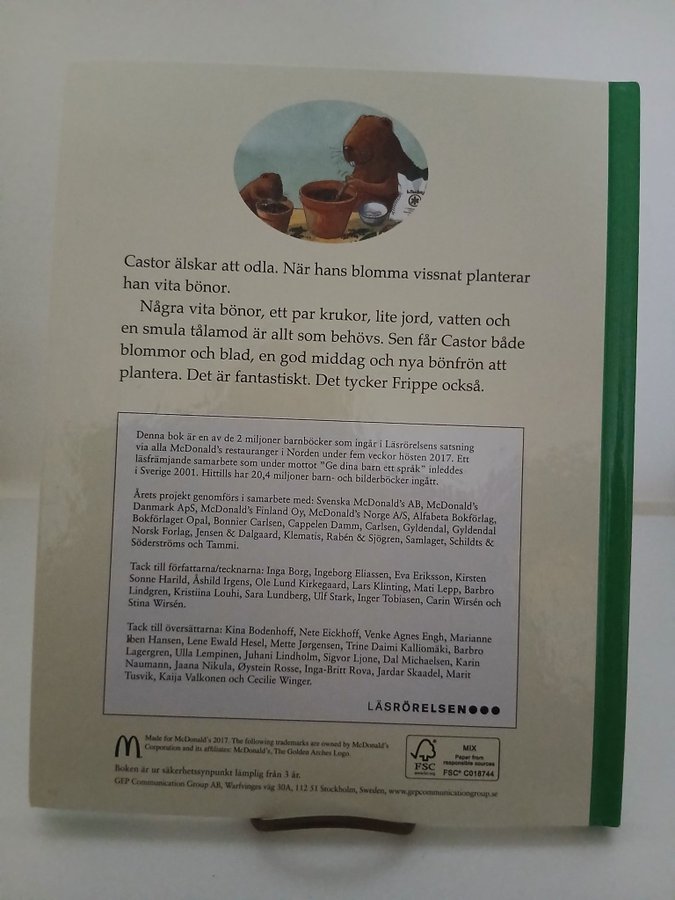 Castor älskar att odla. När hans blomma vissnat planterar
han vita bönor.
Några vita bönor, ett par krukor, lite jord, vatten och
en smula tålamod är allt som behövs. Sen får Castor både
blommor och blad, en god middag och nya bönfrön att
plantera. Det är fantastiskt. Det tycker Frippe också.
Denna bok är en av de 2 miljoner barnböcker som ingår i Läsrörelsens satsning
via alla McDonald's restauranger i Norden under fem veckor hösten 2017. Ett
läsfrämjande samarbete som under mottot "Ge dina barn ett språk" inleddes
i Sverige 2001. Hittills har 20,4 miljoner barn- och bilderböcker ingått.
Årets projekt genomförs i samarbete med: Svenska McDonald's AB, McDonald's
Danmark ApS, McDonald's Finland Oy, McDonald's Norge A/S, Alfabeta Bokförlag,
Bokförlaget Opal, Bonnier Carlsen, Cappelen Damm, Carlsen, Gyldendal, Gyldendal
Norsk Forlag, Jensen & Dalgaard, Klematis, Rabén & Sjögren, Samlaget, Schildts &
Söderströms och Tammi.
Tack till författarna/tecknarna: Inga Borg, Ingeborg Eliassen, Eva Eriksson, Kirsten
Sonne Harild, Åshild Irgens, Ole Lund Kirkegaard, Lars Klinting, Mati Lepp, Barbro
Lindgren, Kristiina Louhi, Sara Lundberg, Ulf Stark, Inger Tobiasen, Carin Wirsén och
Stina Wirsén.
Tack till översättarna: Kina Bodenhoff, Nete Eickhoff, Venke Agnes Engh, Marianne
Iben Hansen, Lene Ewald Hesel, Mette Jørgensen, Trine Daimi Kalliomäki, Barbro
Lagergren, Ulla Lempinen, Juhani Lindholm, Sigvor Ljone, Dal Michaelsen, Karin
Naumann, Jaana Nikula, Øystein Rosse, Inga-Britt Rova, Jardar Skaadel, Marit
Tusvik, Kaija Valkonen och Cecilie Winger.
LÄSRÖRELSEN
Made for McDonald's 2017. The following trademarks are owned by McDonald's
Corporation and its affiliates: McDonald's, The Golden Arches Logo.
Boken är ur säkerhetssynpunkt lämplig från 3 år.
GEP Communication Group AB, Warfvinges väg 30A, 112 51 Stockholm, Sweden, www.gepcommunicationgroup.se
FSC
www.fsc.org
MIX
Paper from
responsible sources
FSC® C018744